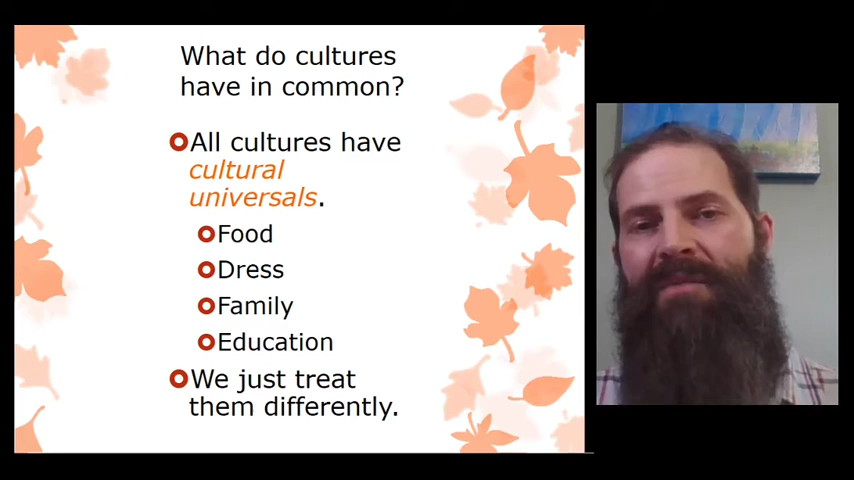 What do cultures
have in common?
All cultures have
cultural
universals.
Food
Dress
Family
Education
We just treat
them differently.